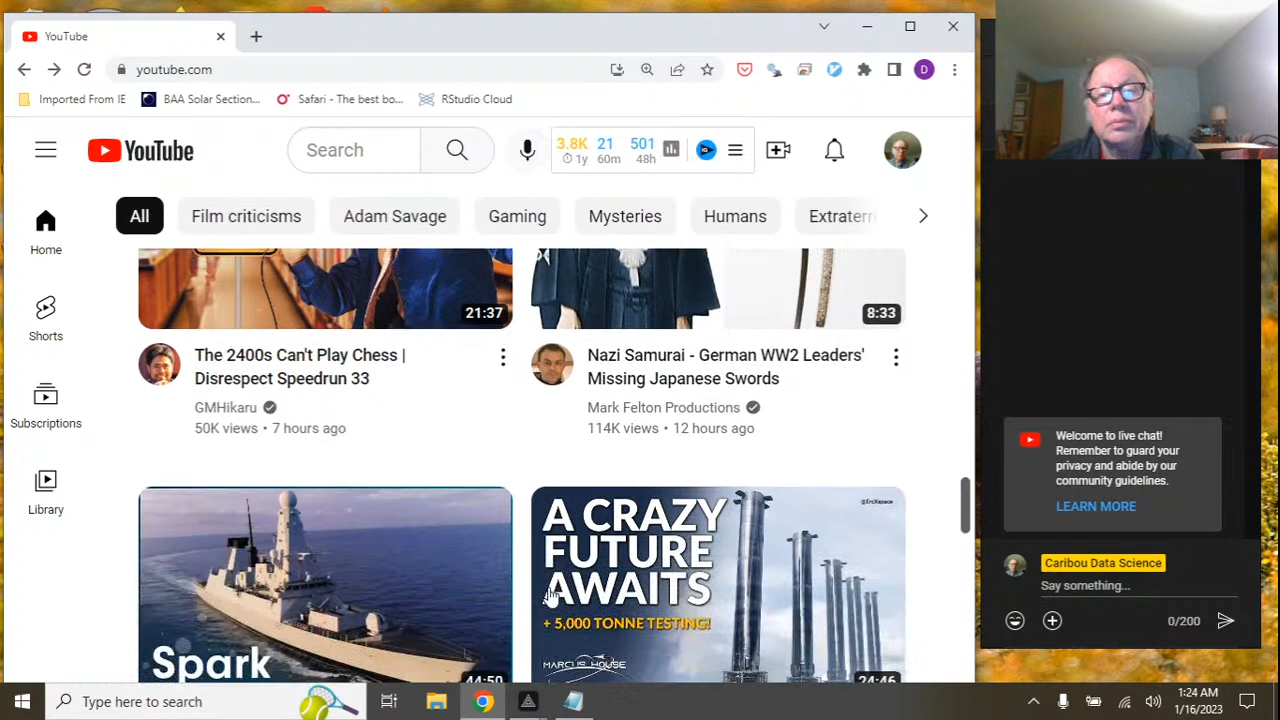 YouTube
youtube.com
D
Imported From IE
BAA Solar Section...
Safari - The best bo...
RStudio Cloud
YouTube
Search
3.8K 21 501
1y 60m 48h
All
Film criticisms
Adam Savage
Gaming
Mysteries
Humans
Extraterr
Home
Shorts
Subscriptions
Library
21:37
8:33
The 2400s Can't Play Chess |
Disrespect Speedrun 33
GMHikaru
50K views • 7 hours ago
Nazi Samurai - German WW2 Leaders'
Missing Japanese Swords
Mark Felton Productions
114K views • 12 hours ago
Spark
44:50
@ErcXspace
A CRAZY
FUTURE
AWAITS
+ 5,000 TONNE TESTING!
MARCUS HOUSE
24:46
Welcome to live chat!
Remember to guard your
privacy and abide by our
community guidelines.
LEARN MORE
Caribou Data Science
Say something...
0/200
Type here to search
1:24 AM
1/16/2023